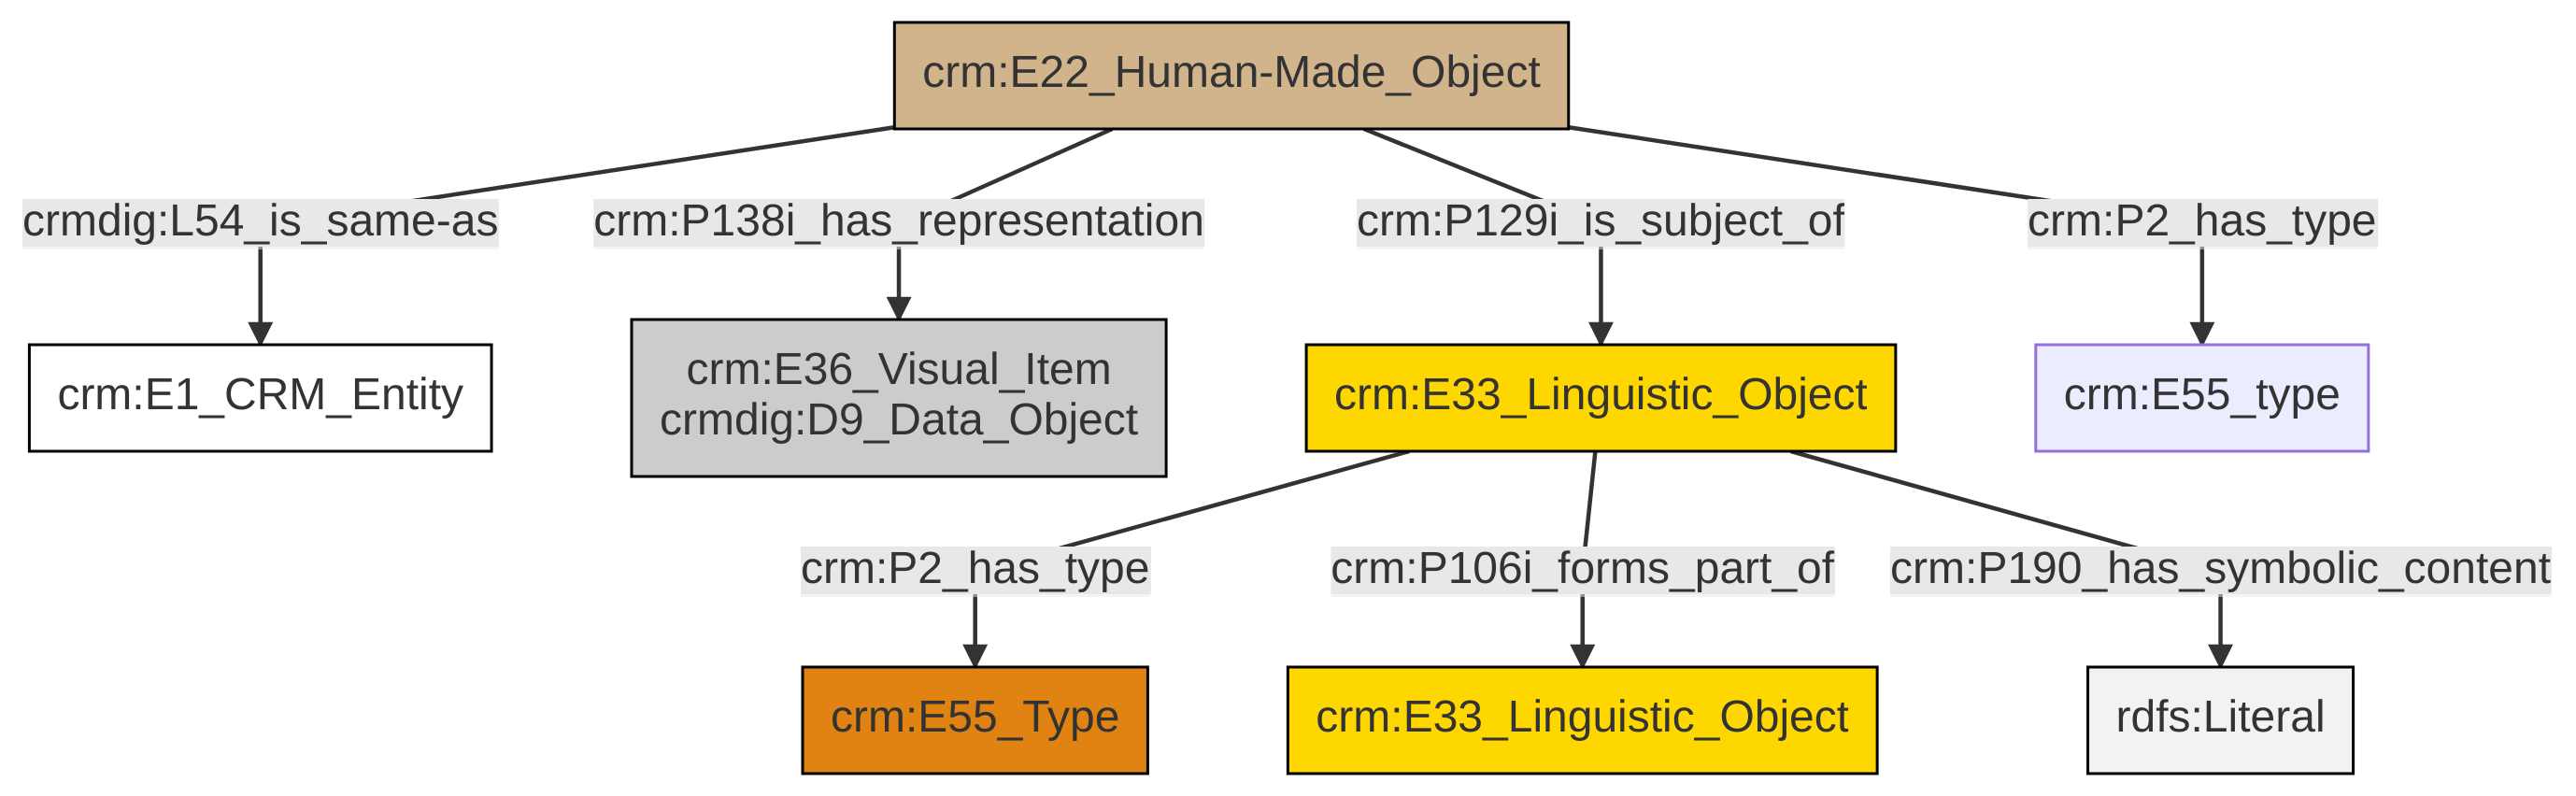 crm:E22_Human-Made_Object
crmdig:L54_is_same-as
crm:P138i_has_representation
crm:P129i_is_subject_of
crm:P2_has_type
crm:E1_CRM_Entity
crm:E36_Visual_Item
crmdig:D9_Data_Object
crm:E33_Linguistic_Object
crm:E55_type
crm:P2_has_type
crm:P106i_forms_part_of
crm:P190_has_symbolic_content
crm:E55_Type
crm:E33_Linguistic_Object
rdfs:Literal